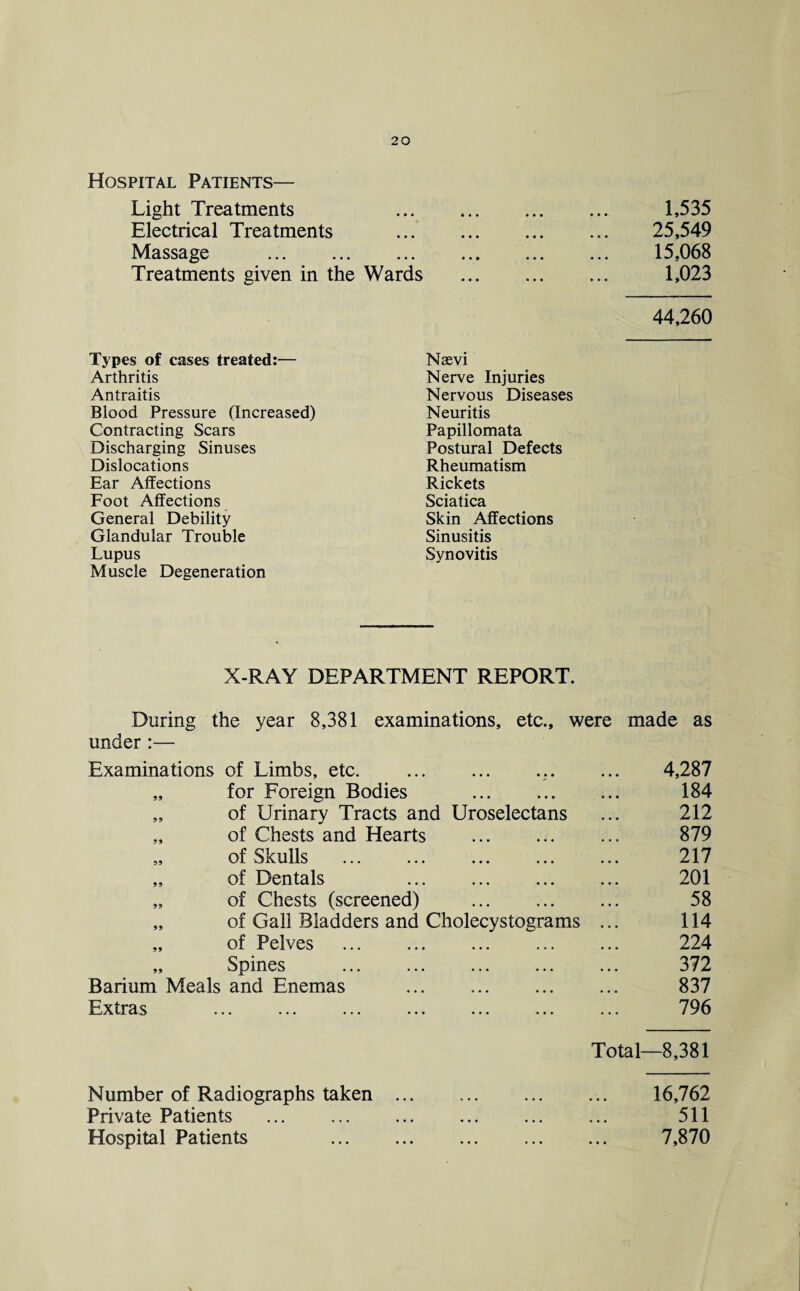 20
HOSPITAL PATIENTS—
Light Treatments ... ... ... ... 1,535
Electrical Treatments ... ... ... ... 25,549
Massage ... ... ... ... ... ... 15,068
Treatments given in the Wards ... ... ... 1,023
44,260
Types of cases treated:—
Arthritis
Antraitis
Blood Pressure (Increased)
Contracting Scars
Discharging Sinuses
Dislocations
Ear Affections
Foot Affections
General Debility
Glandular Trouble
Lupus
Muscle Degeneration
Nævi
Nerve Injuries
Nervous Diseases
Neuritis
Papillomata
Postural Defects
Rheumatism
Rickets
Sciatica
Skin Affections
Sinusitis
Synovitis
X-RAY DEPARTMENT REPORT.
During the year 8,381 examinations, etc., were made as
under :—
Examinations of Limbs, etc. ... ... ... ... 4,287
„ for Foreign Bodies ... ... ... 184
„ of Urinary Tracts and Uroselectans ... 212
„ of Chests and Hearts ... ... ... 879
„ of Skulls ... ... ... ... ... 217
„ of Dentals ... ... ... ... 201
„ of Chests (screened) ... ... ... 58
„ of Gall Bladders and Cholecystograms ... 114
„ of Pelves ... ... ... ... ... 224
„ Spines ... ... ... ... ... 372
Barium Meals and Enemas ... ... ... ... 837
Extras ... ... ... ... ... ... ... 796
Total—8,381
Number of Radiographs taken ... ... ... ... 16,762
Private Patients ... ... ... ... ... ... 511
Hospital Patients ... ... ... ... ... 7,870